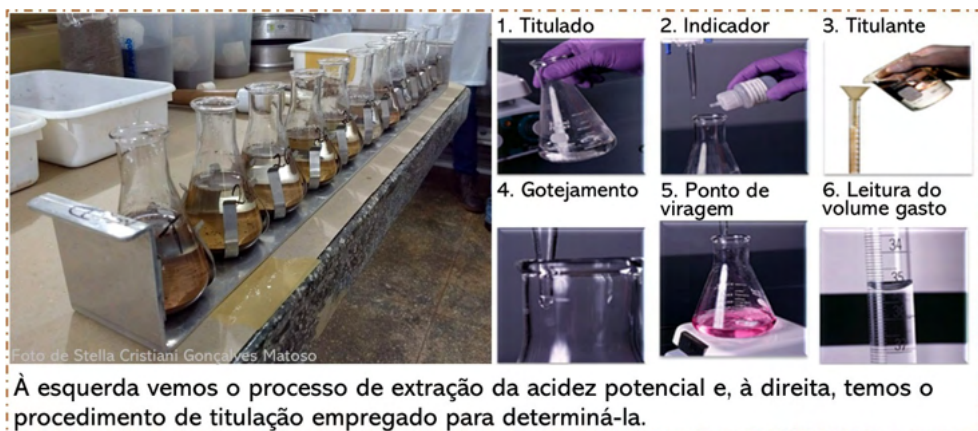 1. Titulado
2. Indicador
3. Titulante
4. Gotejamento
5. Ponto de
viragem
6. Leitura do
volume gasto
34
35
37
Foto de Stella Cristiani Gonçalves Matoso
À esquerda vemos o processo de extração da acidez potencial e, à direita, temos o
procedimento de titulação empregado para determiná-la.